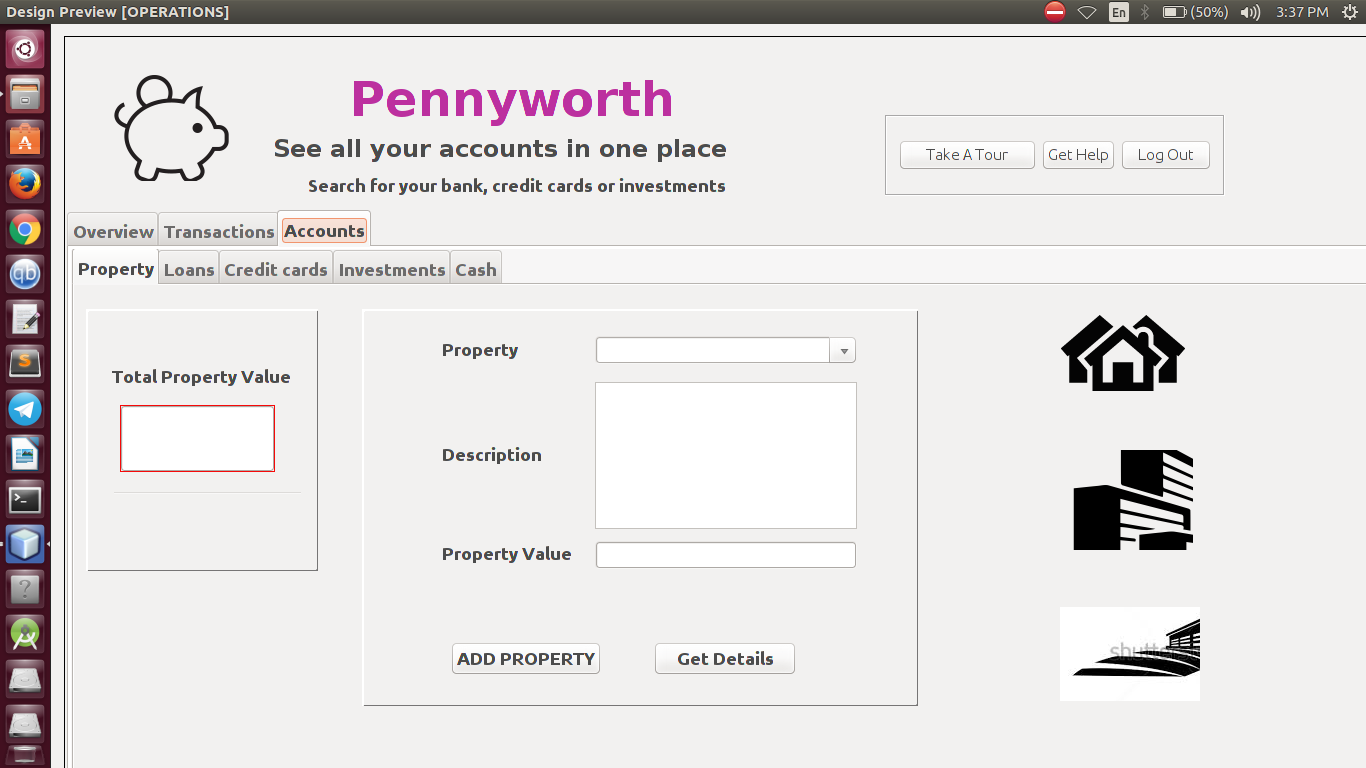 Design Preview [OPERATIONS]
En (50%) 3:37 PM
Pennyworth
See all your accounts in one place
Search for your bank, credit cards or investments
Take A Tour Get Help Log Out
Overview Transactions Accounts
Property Loans Credit cards Investments Cash
Total Property Value
Property
Description
Property Value
ADD PROPERTY Get Details
qb
A
S
>_
?